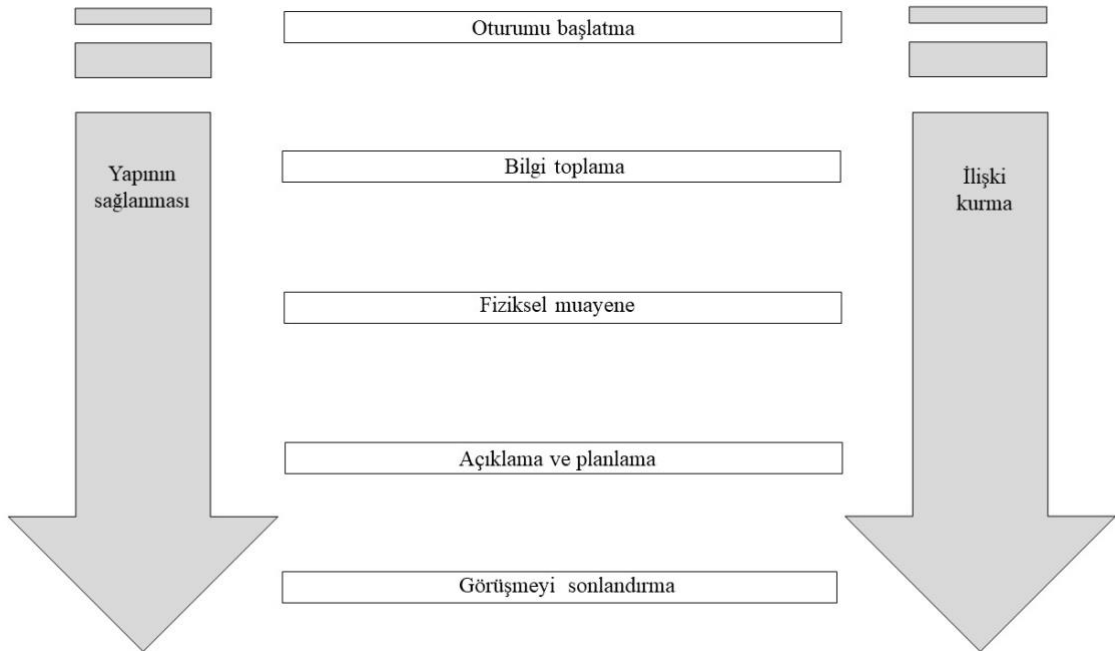 Oturumu başlatma
Bilgi toplama
Yapının
sağlanması
İlişki
kurma
Fiziksel muayene
Açıklama ve planlama
Görüşmeyi sonlandırma